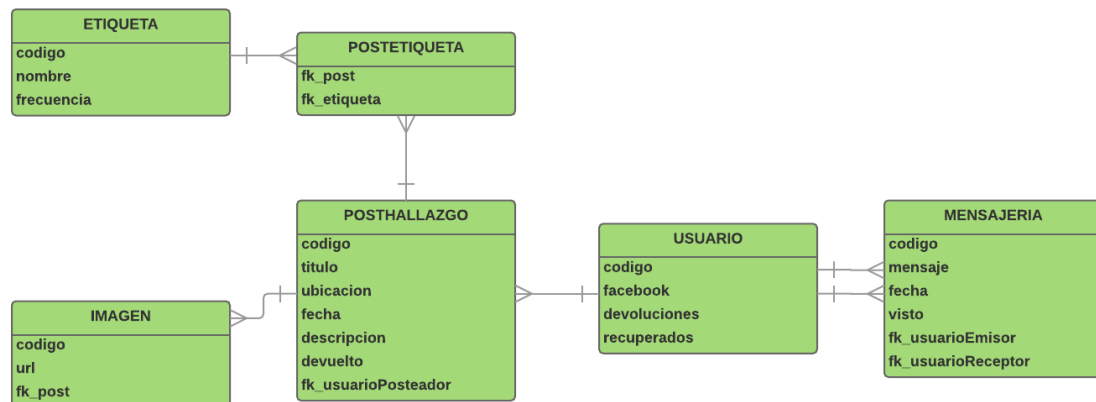 ETIQUETA
codigo
nombre
frecuencia
POSTETIQUETA
fk_post
fk_etiqueta
POSTHALLAZGO
codigo
titulo
ubicacion
fecha
descripcion
devuelto
fk_usuarioPosteador
IMAGEN
codigo
url
fk_post
USUARIO
codigo
facebook
devoluciones
recuperados
MENSAJERIA
codigo
mensaje
fecha
visto
fk_usuarioEmisor
fk_usuarioReceptor